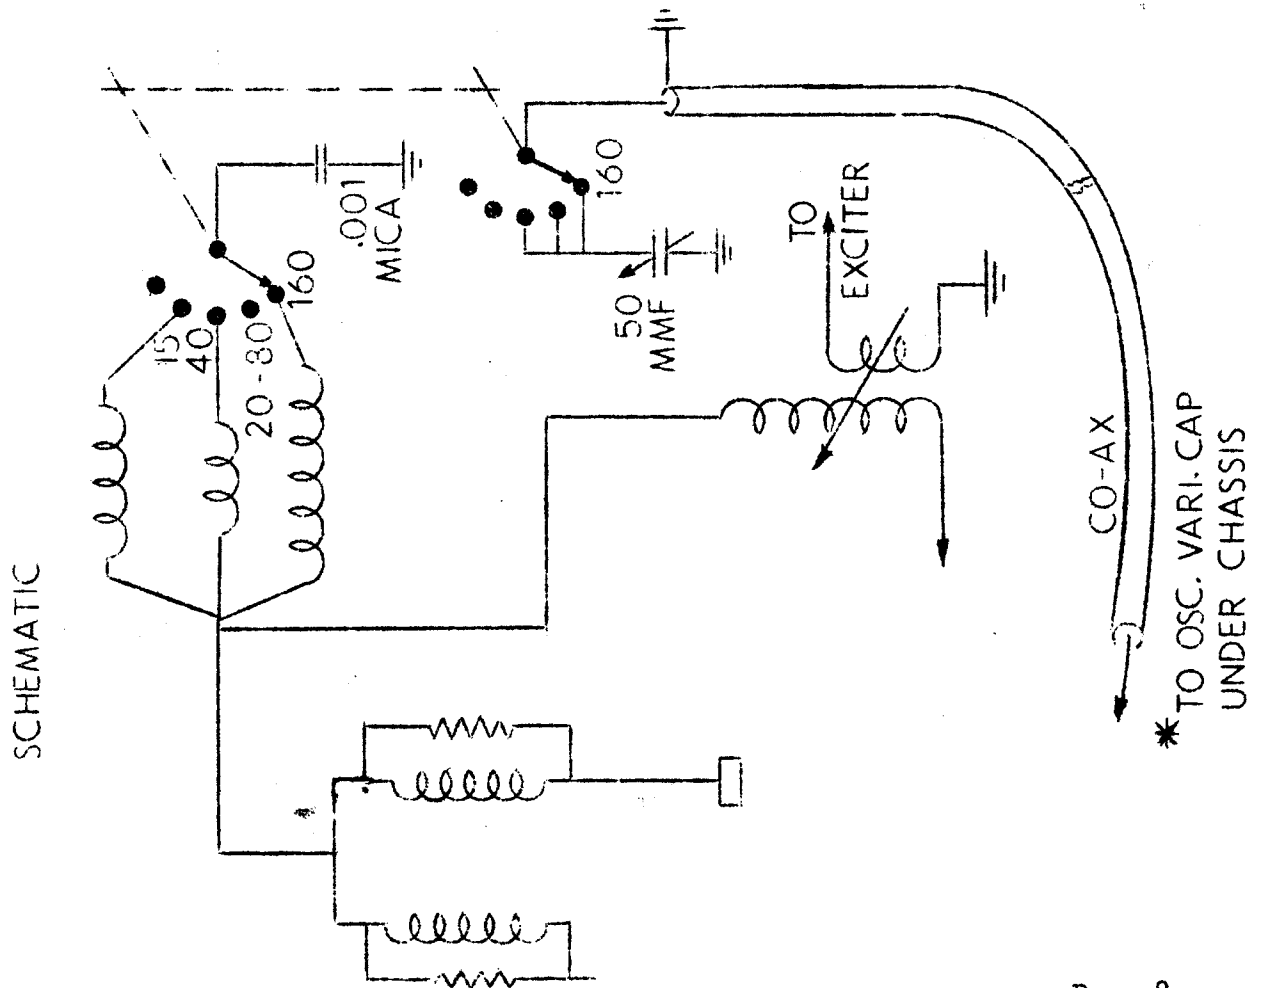 SCHEMATIC
15
40
20-80
160
.001
MICA
160
50
MMF
TO
EXCITER
CO-AX
* TO OSC. VARI. CAP
UNDER CHASSIS